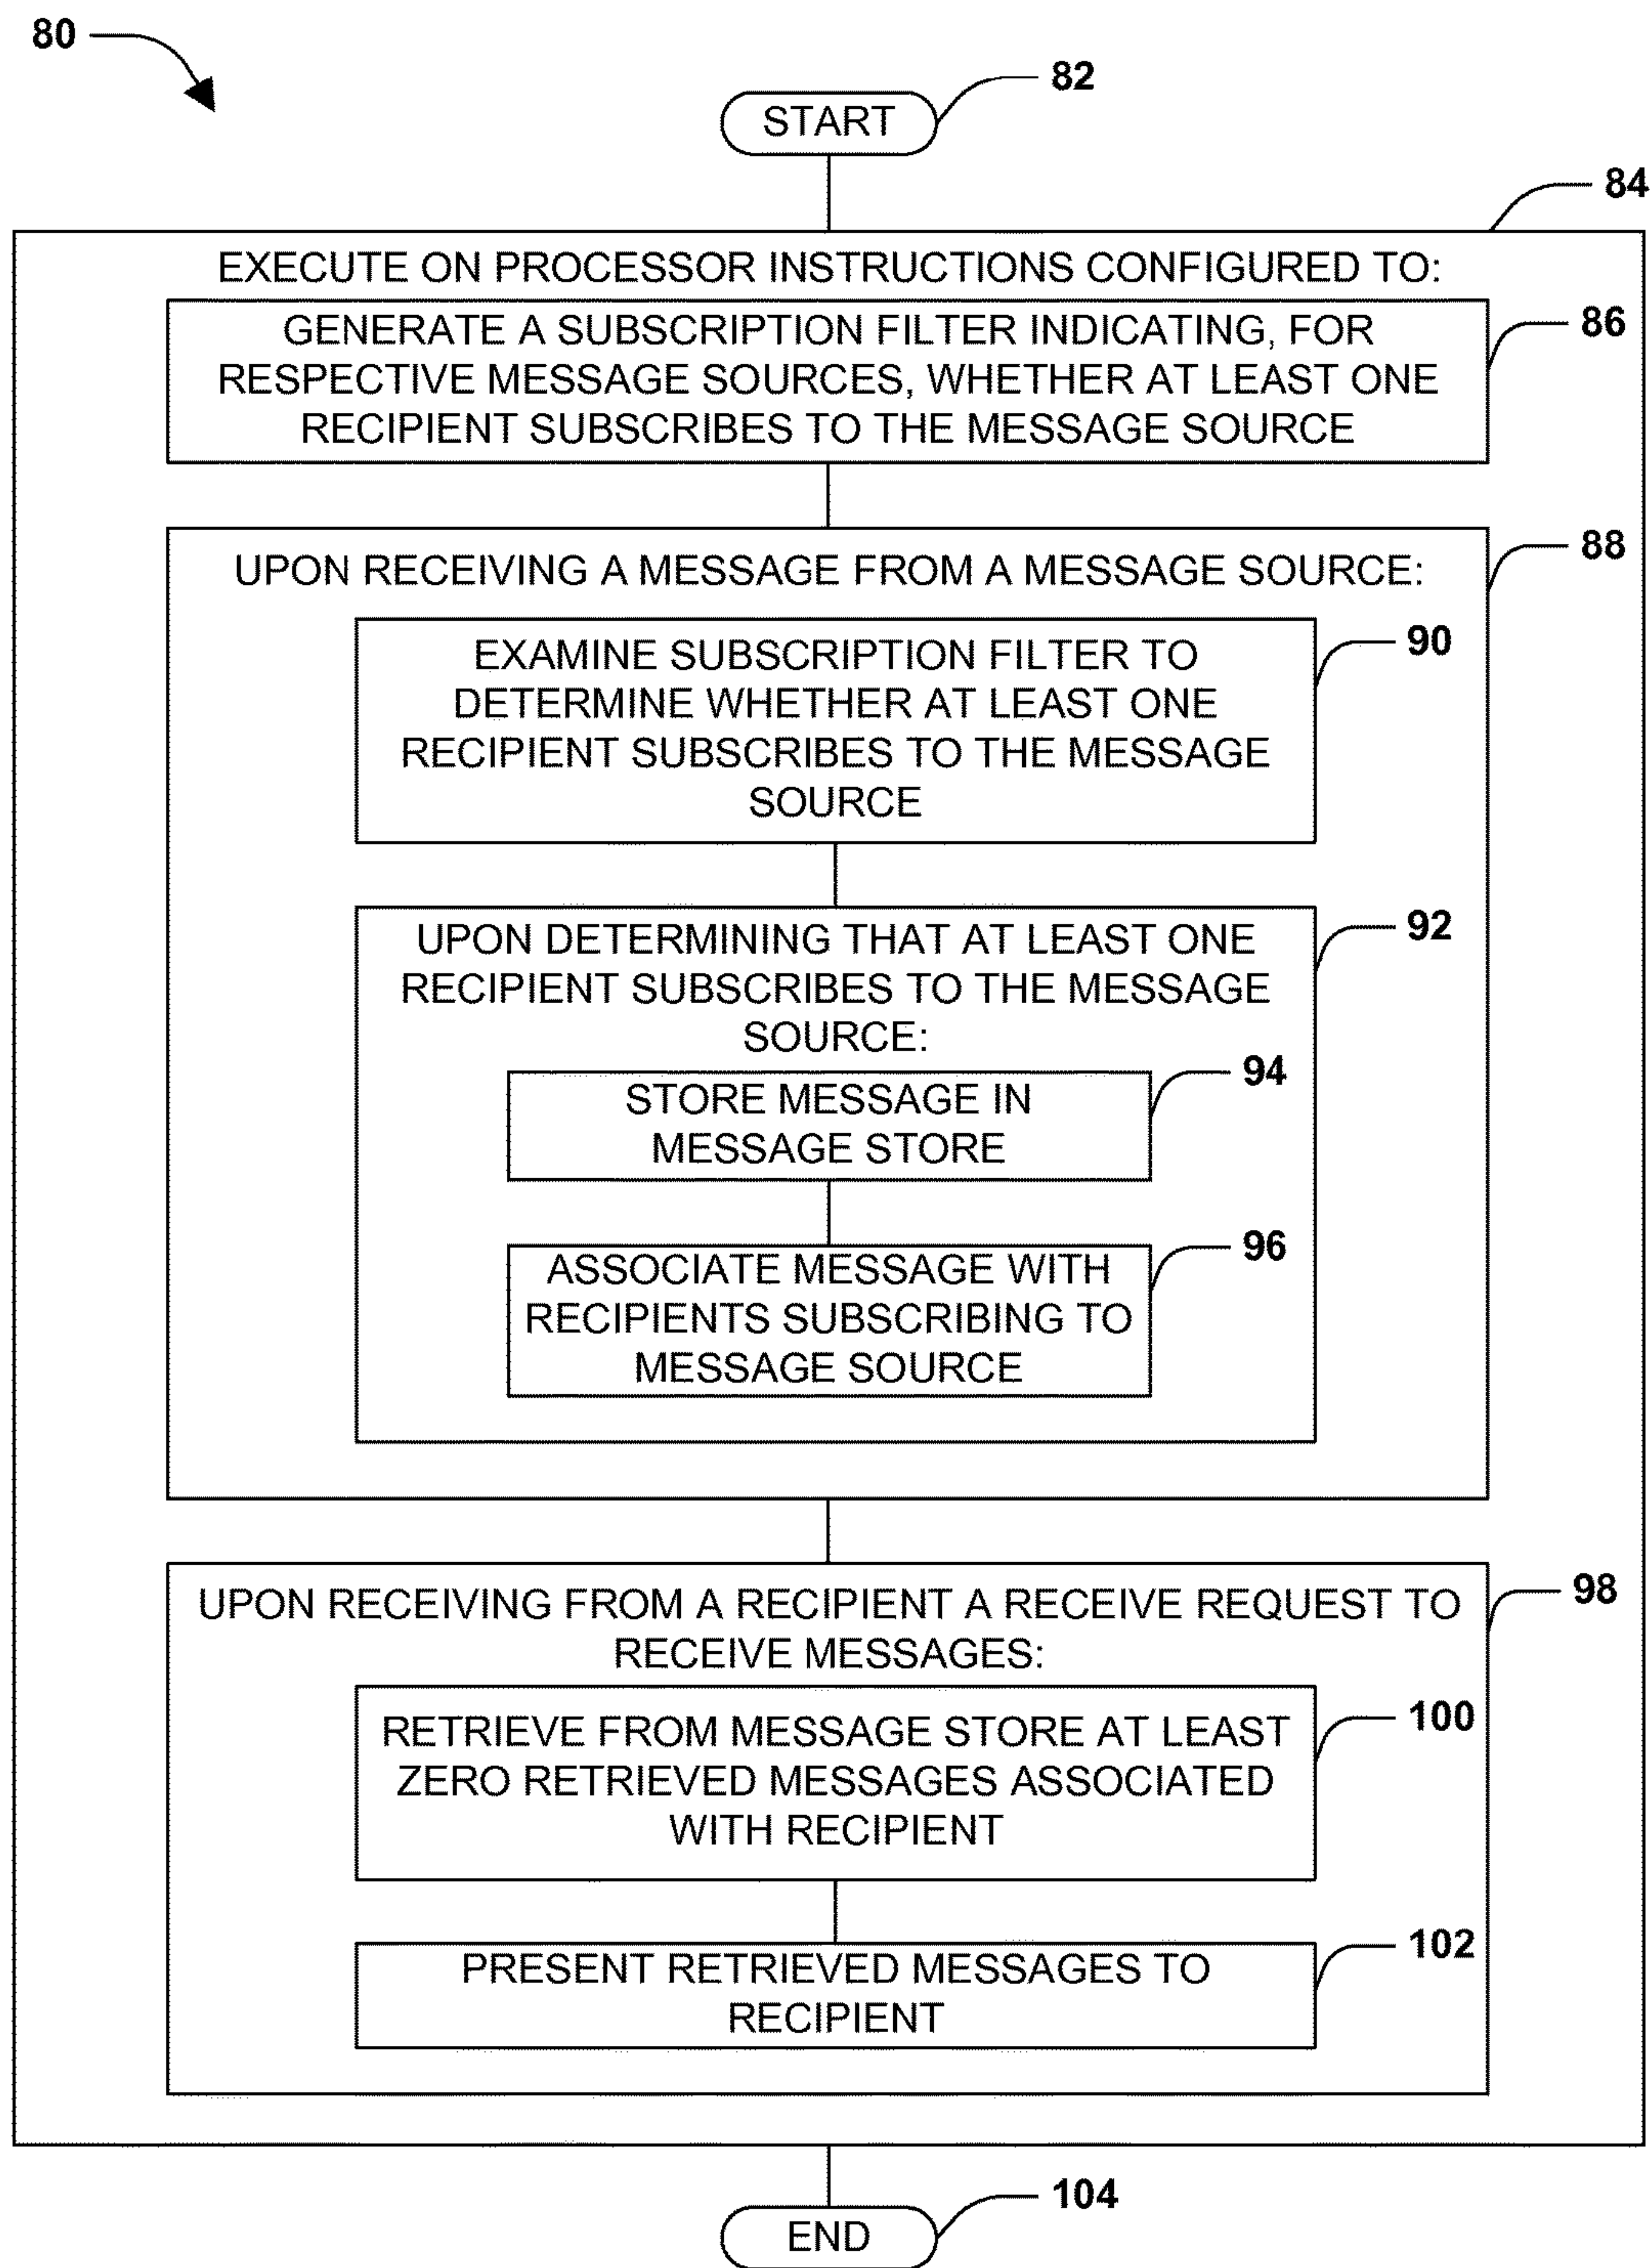 80
82
START
84
EXECUTE ON PROCESSOR INSTRUCTIONS CONFIGURED TO:
GENERATE A SUBSCRIPTION FILTER INDICATING, FOR
RESPECTIVE MESSAGE SOURCES, WHETHER AT LEAST ONE
RECIPIENT SUBSCRIBES TO THE MESSAGE SOURCE
86
UPON RECEIVING A MESSAGE FROM A MESSAGE SOURCE:
88
EXAMINE SUBSCRIPTION FILTER TO
DETERMINE WHETHER AT LEAST ONE
RECIPIENT SUBSCRIBES TO THE MESSAGE
SOURCE
90
UPON DETERMINING THAT AT LEAST ONE
RECIPIENT SUBSCRIBES TO THE MESSAGE
SOURCE:
92
STORE MESSAGE IN
MESSAGE STORE
94
ASSOCIATE MESSAGE WITH
RECIPIENTS SUBSCRIBING TO
MESSAGE SOURCE
96
UPON RECEIVING FROM A RECIPIENT A RECEIVE REQUEST TO
RECEIVE MESSAGES:
98
RETRIEVE FROM MESSAGE STORE AT LEAST
ZERO RETRIEVED MESSAGES ASSOCIATED
WITH RECIPIENT
100
PRESENT RETRIEVED MESSAGES TO
RECIPIENT
102
104
END